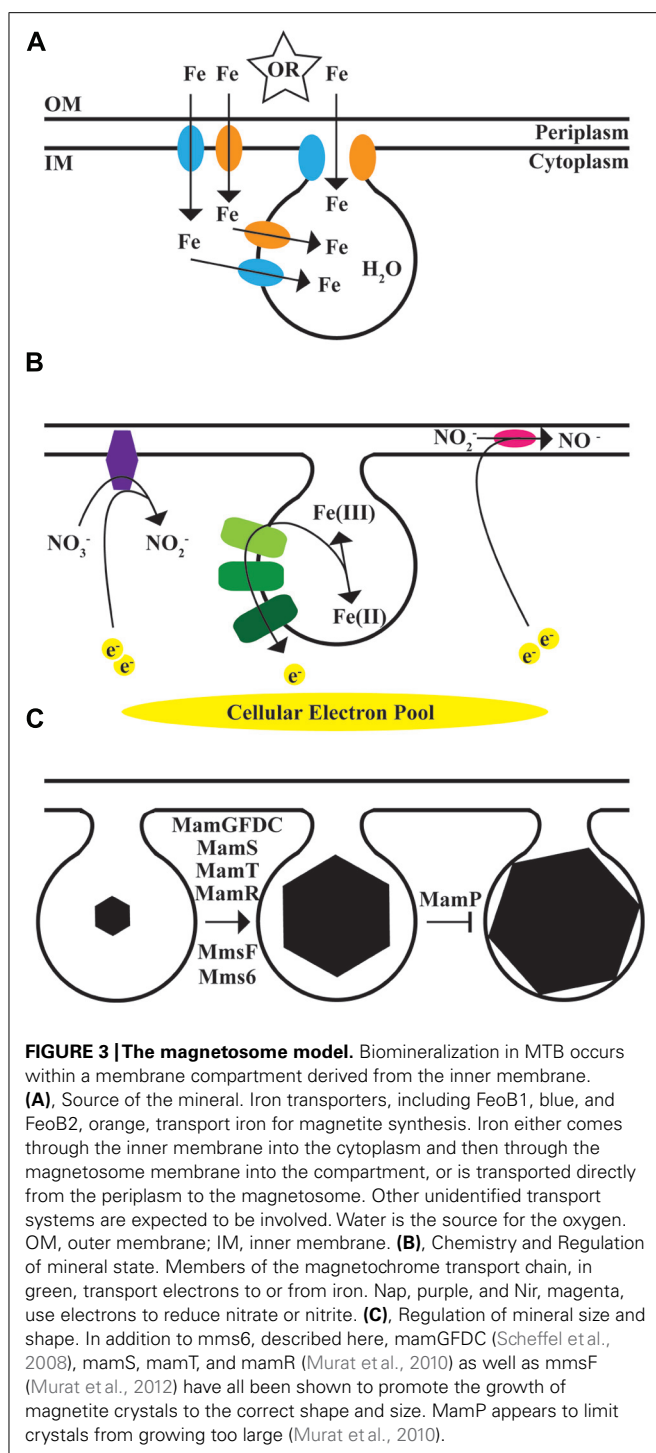 A
Fe Fe OR Fe
OM
Periplasm
IM
Cytoplasm
Fe
Fe
Fe
Fe
H₂O
Fe
B
NO₂⁻ NO⁻
Fe(III)
NO₃⁻ NO₂⁻
Fe(II)
e⁻
e⁻
e⁻
e⁻
e⁻
Cellular Electron Pool
C
MamGFDC
MamS
MamT
MamR
MamP
MmsF
Mms6
FIGURE 3 | The magnetosome model. Biomineralization in MTB occurs
within a membrane compartment derived from the inner membrane.
(A), Source of the mineral. Iron transporters, including FeoB1, blue, and
FeoB2, orange, transport iron for magnetite synthesis. Iron either comes
through the inner membrane into the cytoplasm and then through the
magnetosome membrane into the compartment, or is transported directly
from the periplasm to the magnetosome. Other unidentified transport
systems are expected to be involved. Water is the source for the oxygen.
OM, outer membrane; IM, inner membrane. (B), Chemistry and Regulation
of mineral state. Members of the magnetochrome transport chain, in
green, transport electrons to or from iron. Nap, purple, and Nir, magenta,
use electrons to reduce nitrate or nitrite. (C), Regulation of mineral size and
shape. In addition to mms6, described here, mamGFDC (Scheffel et al.,
2008), mamS, mamT, and mamR (Murat et al., 2010) as well as mmsF
(Murat et al., 2012) have all been shown to promote the growth of
magnetite crystals to the correct shape and size. MamP appears to limit
crystals from growing too large (Murat et al., 2010).